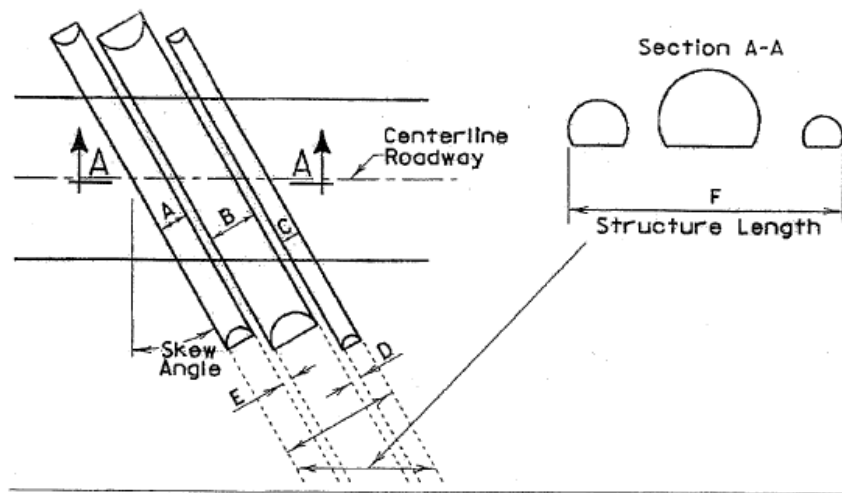 Section A-A
Centerline
Roadway
A
A
A
B
C
F
Structure Length
Skew
Angle
D
E